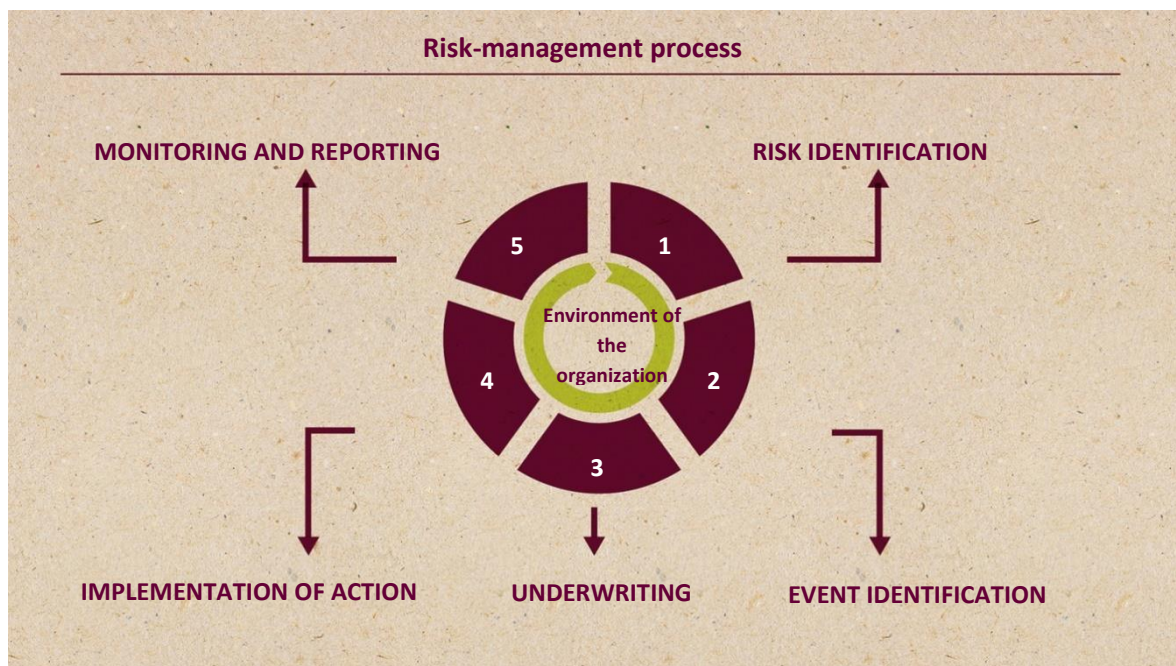 Risk-management process
MONITORING AND REPORTING
RISK IDENTIFICATION
5
1
Environment of
the
organization
4
2
3
IMPLEMENTATION OF ACTION
UNDERWRITING
EVENT IDENTIFICATION